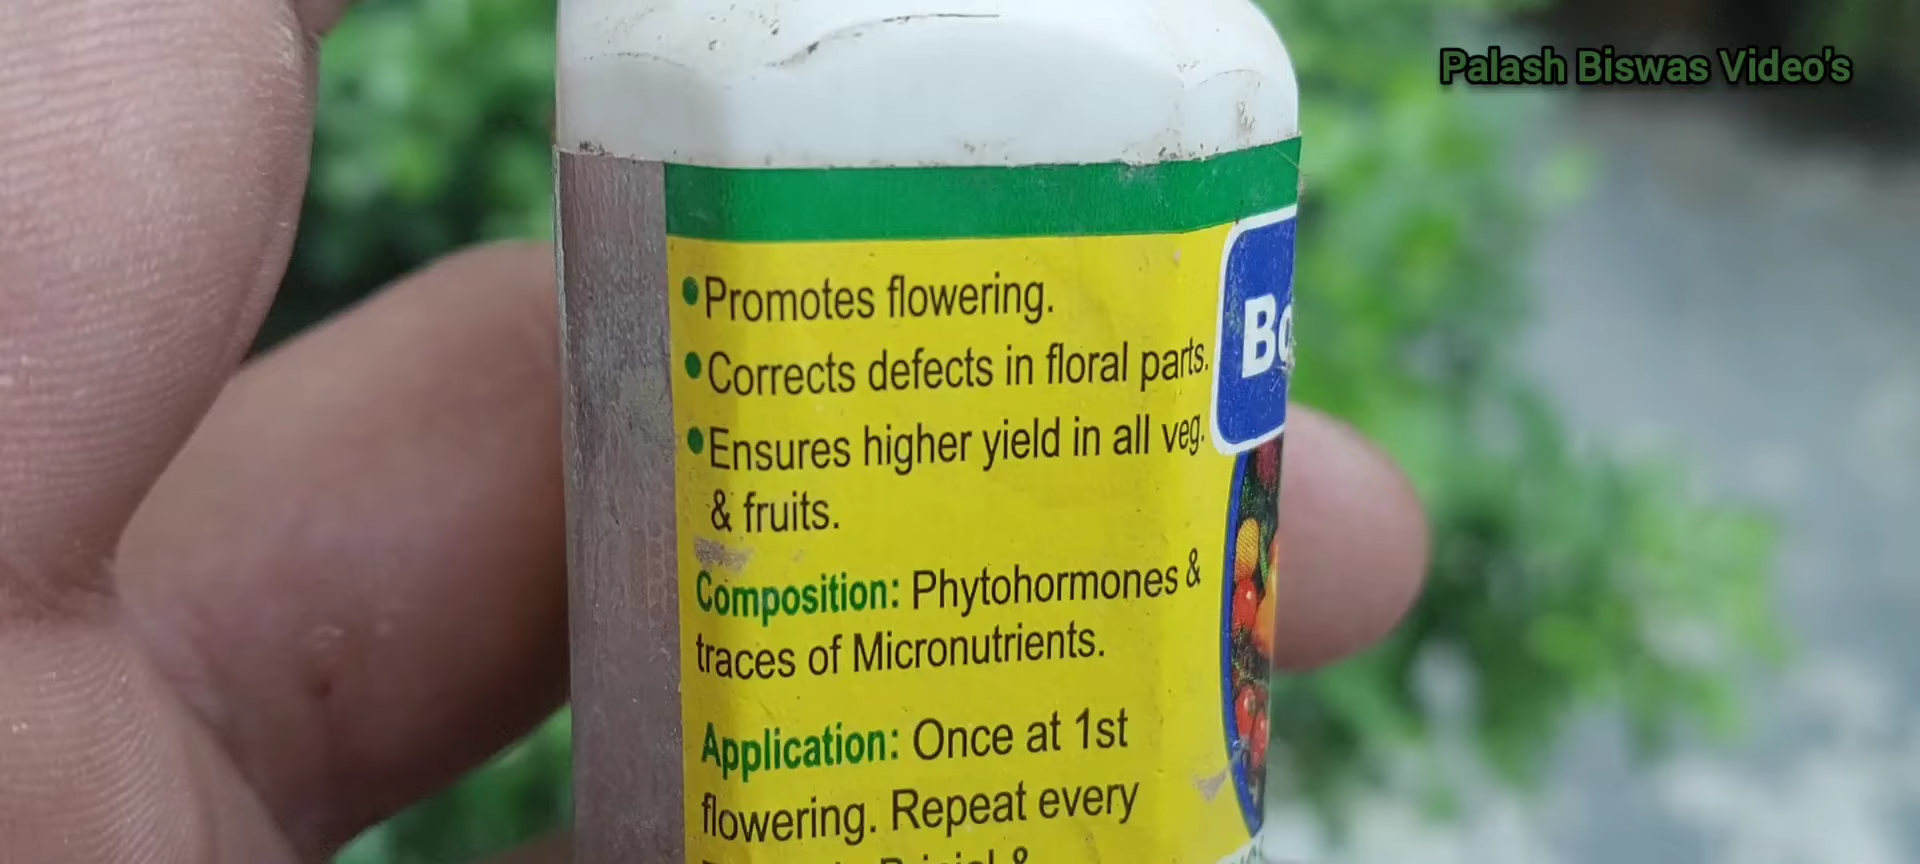 Palash Biswas Video's
• Promotes flowering.
• Corrects defects in floral parts.
• Ensures higher yield in all veg.
& fruits.
Composition: Phytohormones &
traces of Micronutrients.
Application: Once at 1st
flowering. Repeat every
&